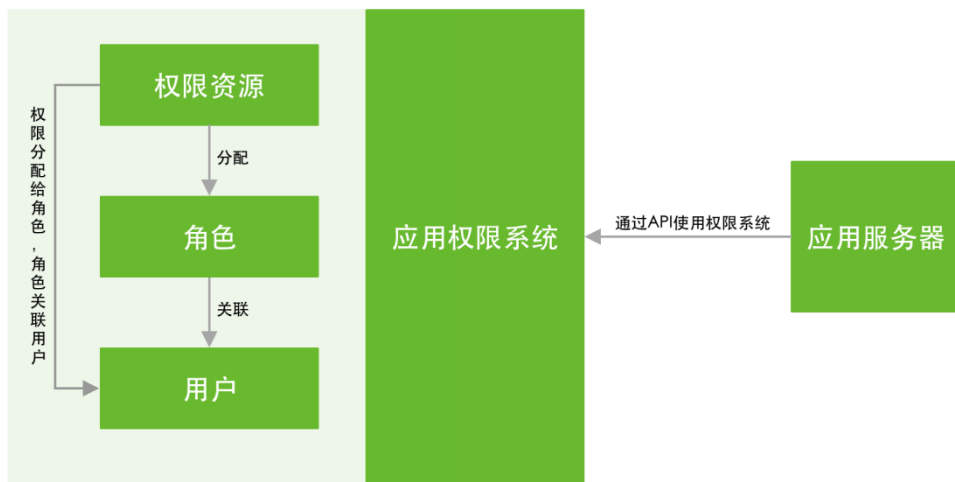 权限资源
分配
角色
关联
用户
权限分配给角色，角色关联用户
应用权限系统
通过API使用权限系统
应用服务器